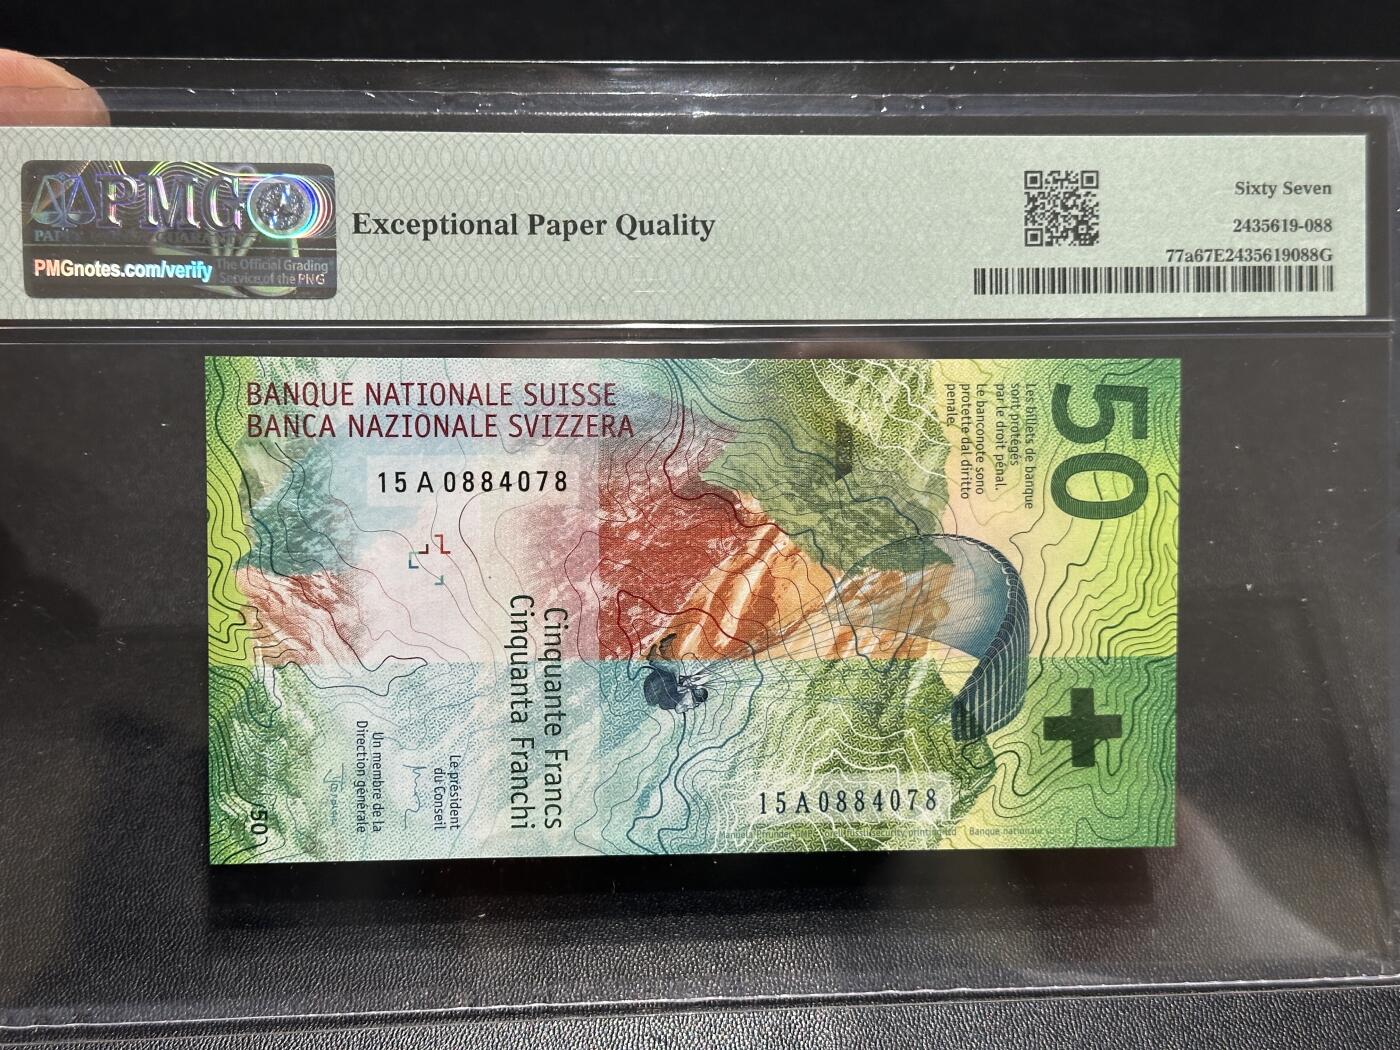 PMG
PMGnotes.com/verify
The Official Grading
Service of the PNG
Exceptional Paper Quality
Sixty Seven
2435619-088
77a67E2435619088G
BANQUE NATIONALE SUISSE
BANCA NAZIONALE SVIZZERA
15A0884078
Les billets de banque
sont protégés
par le droit pénal.
Le banconote sono
protette dal diritto
penale.
50
Cinquante Francs
Cinquanta Franchi
Le président
du Conseil
Un membre de la
Direction générale
50
15A0884078
Banque nationale suisse